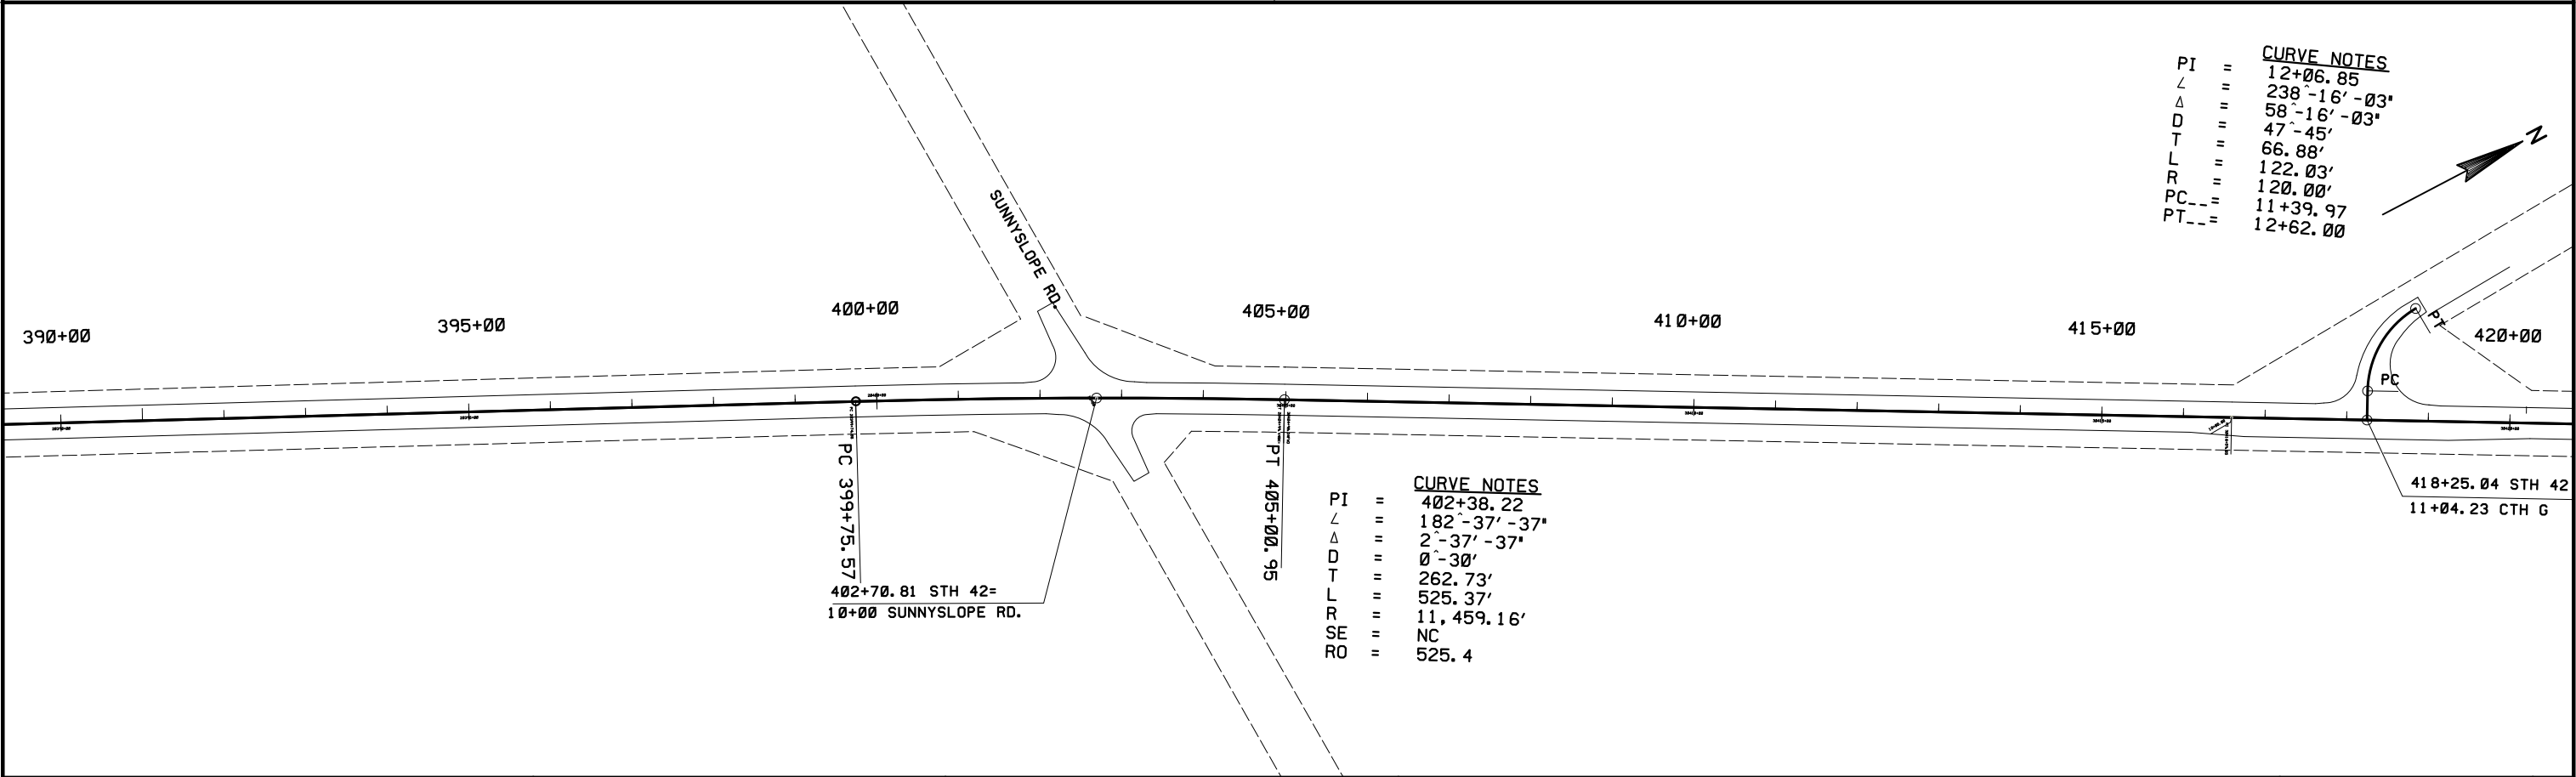 CURVE NOTES
PI = 12+06.85
∠ = 238^-16'-03"
Δ = 58^-16'-03"
D = 47^-45'
T = 66.88'
L = 122.03'
R = 120.00'
PC__= 11+39.97
PT__= 12+62.00
N
SUNNYSLOPE RD.
390+00
395+00
400+00
405+00
410+00
415+00
420+00
PT
PC
PC 399+75.57
PT 405+00.95
402+70.81 STH 42=
10+00 SUNNYSLOPE RD.
CURVE NOTES
PI = 402+38.22
∠ = 182^-37'-37"
Δ = 2^-37'-37"
D = 0^-30'
T = 262.73'
L = 525.37'
R = 11,459.16'
SE = NC
RO = 525.4
418+25.04 STH 42
11+04.23 CTH G